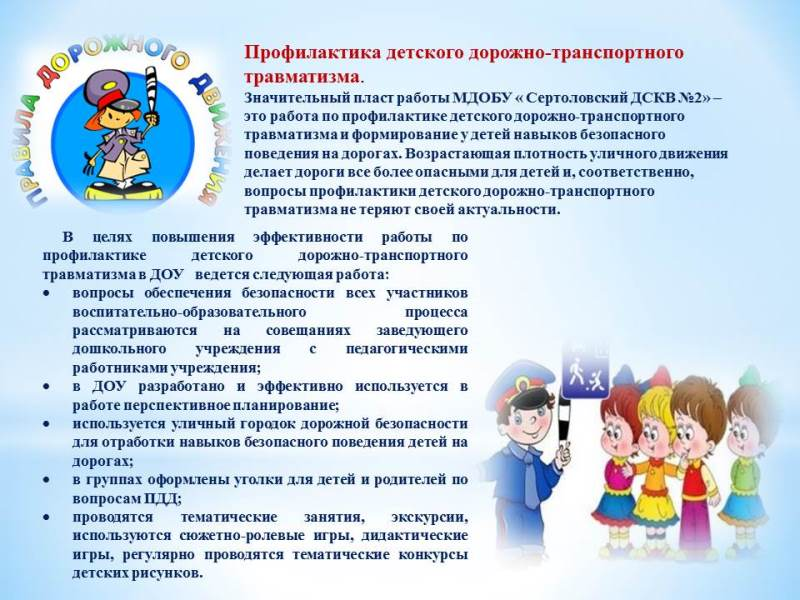 ПРАВИЛА ДОРОЖНОГО ДВИЖЕНИЯ
Профилактика детского дорожно-транспортного
травматизма.
Значительный пласт работы МДОБУ « Сертоловский ДСКВ №2» –
это работа по профилактике детского дорожно-транспортного
травматизма и формирование у детей навыков безопасного
поведения на дорогах. Возрастающая плотность уличного движения
делает дороги все более опасными для детей и, соответственно,
вопросы профилактики детского дорожно-транспортного
травматизма не теряют своей актуальности.
В целях повышения эффективности работы по
профилактике детского дорожно-транспортного
травматизма в ДОУ ведется следующая работа:
• вопросы обеспечения безопасности всех участников
воспитательно-образовательного процесса
рассматриваются на совещаниях заведующего
дошкольного учреждения с педагогическими
работниками учреждения;
• в ДОУ разработано и эффективно используется в
работе перспективное планирование;
• используется уличный городок дорожной безопасности
для отработки навыков безопасного поведения детей на
дорогах;
• в группах оформлены уголки для детей и родителей по
вопросам ПДД;
• проводятся тематические занятия, экскурсии,
используются сюжетно-ролевые игры, дидактические
игры, регулярно проводятся тематические конкурсы
детских рисунков.